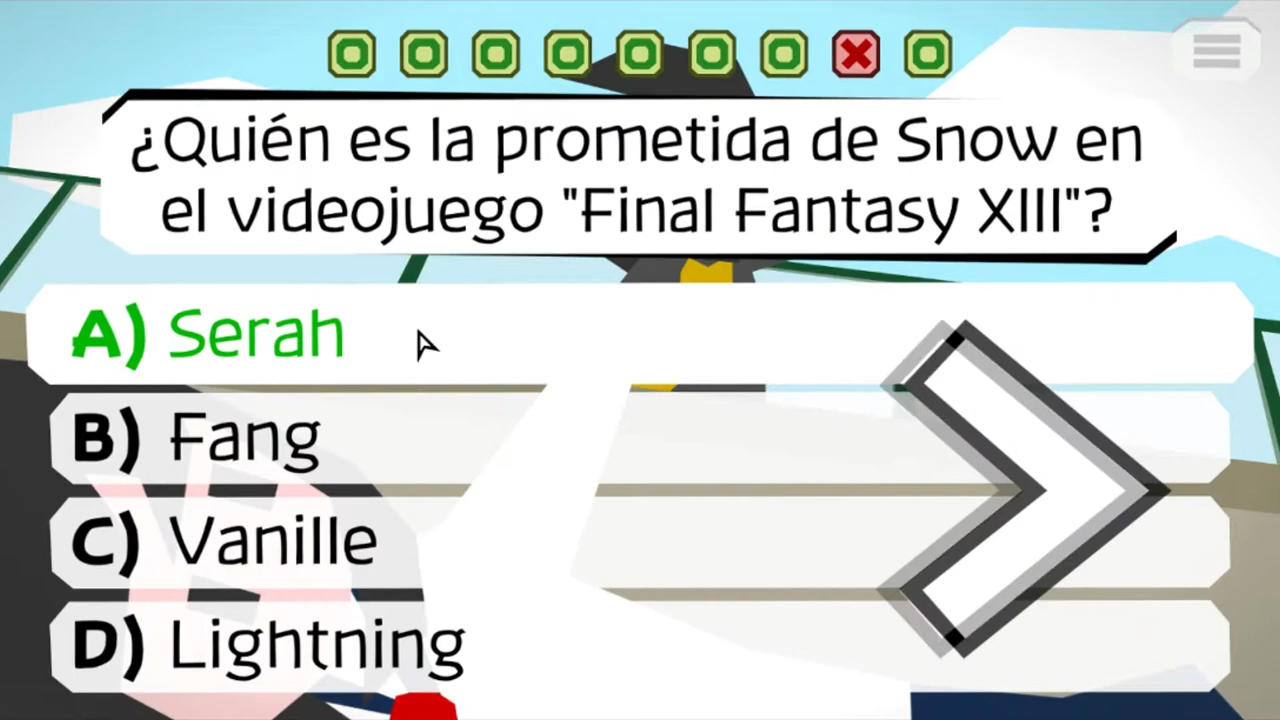 ¿Quién es la prometida de Snow en
el videojuego "Final Fantasy XIII"?
A) Serah
B) Fang
C) Vanille
D) Lightning